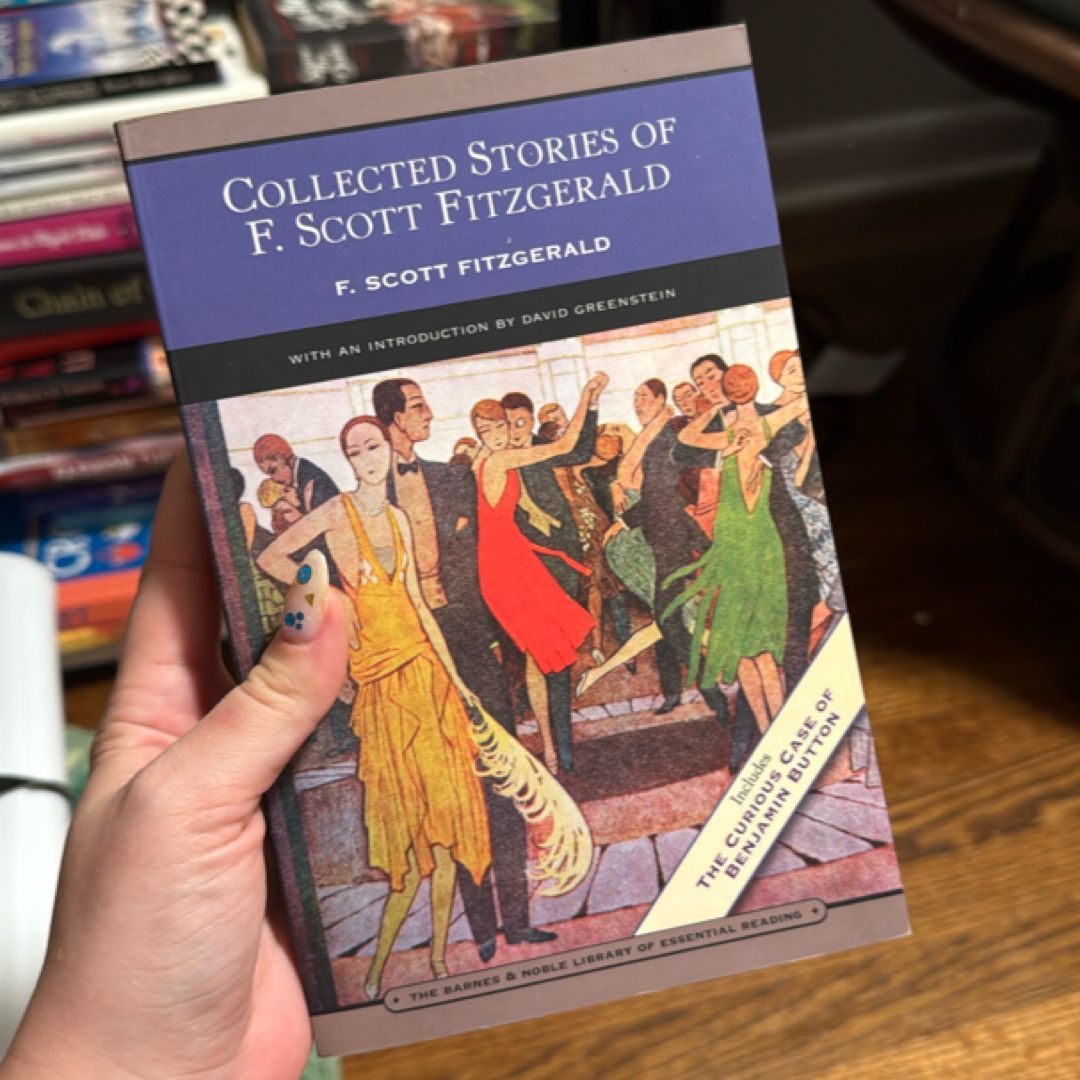 COLLECTED STORIES OF
F. SCOTT FITZGERALD
F. SCOTT FITZGERALD
WITH AN INTRODUCTION BY DAVID GREENSTEIN
Includes
THE CURIOUS CASE OF
BENJAMIN BUTTON
THE BARNES & NOBLE LIBRARY OF ESSENTIAL READING
Chain of